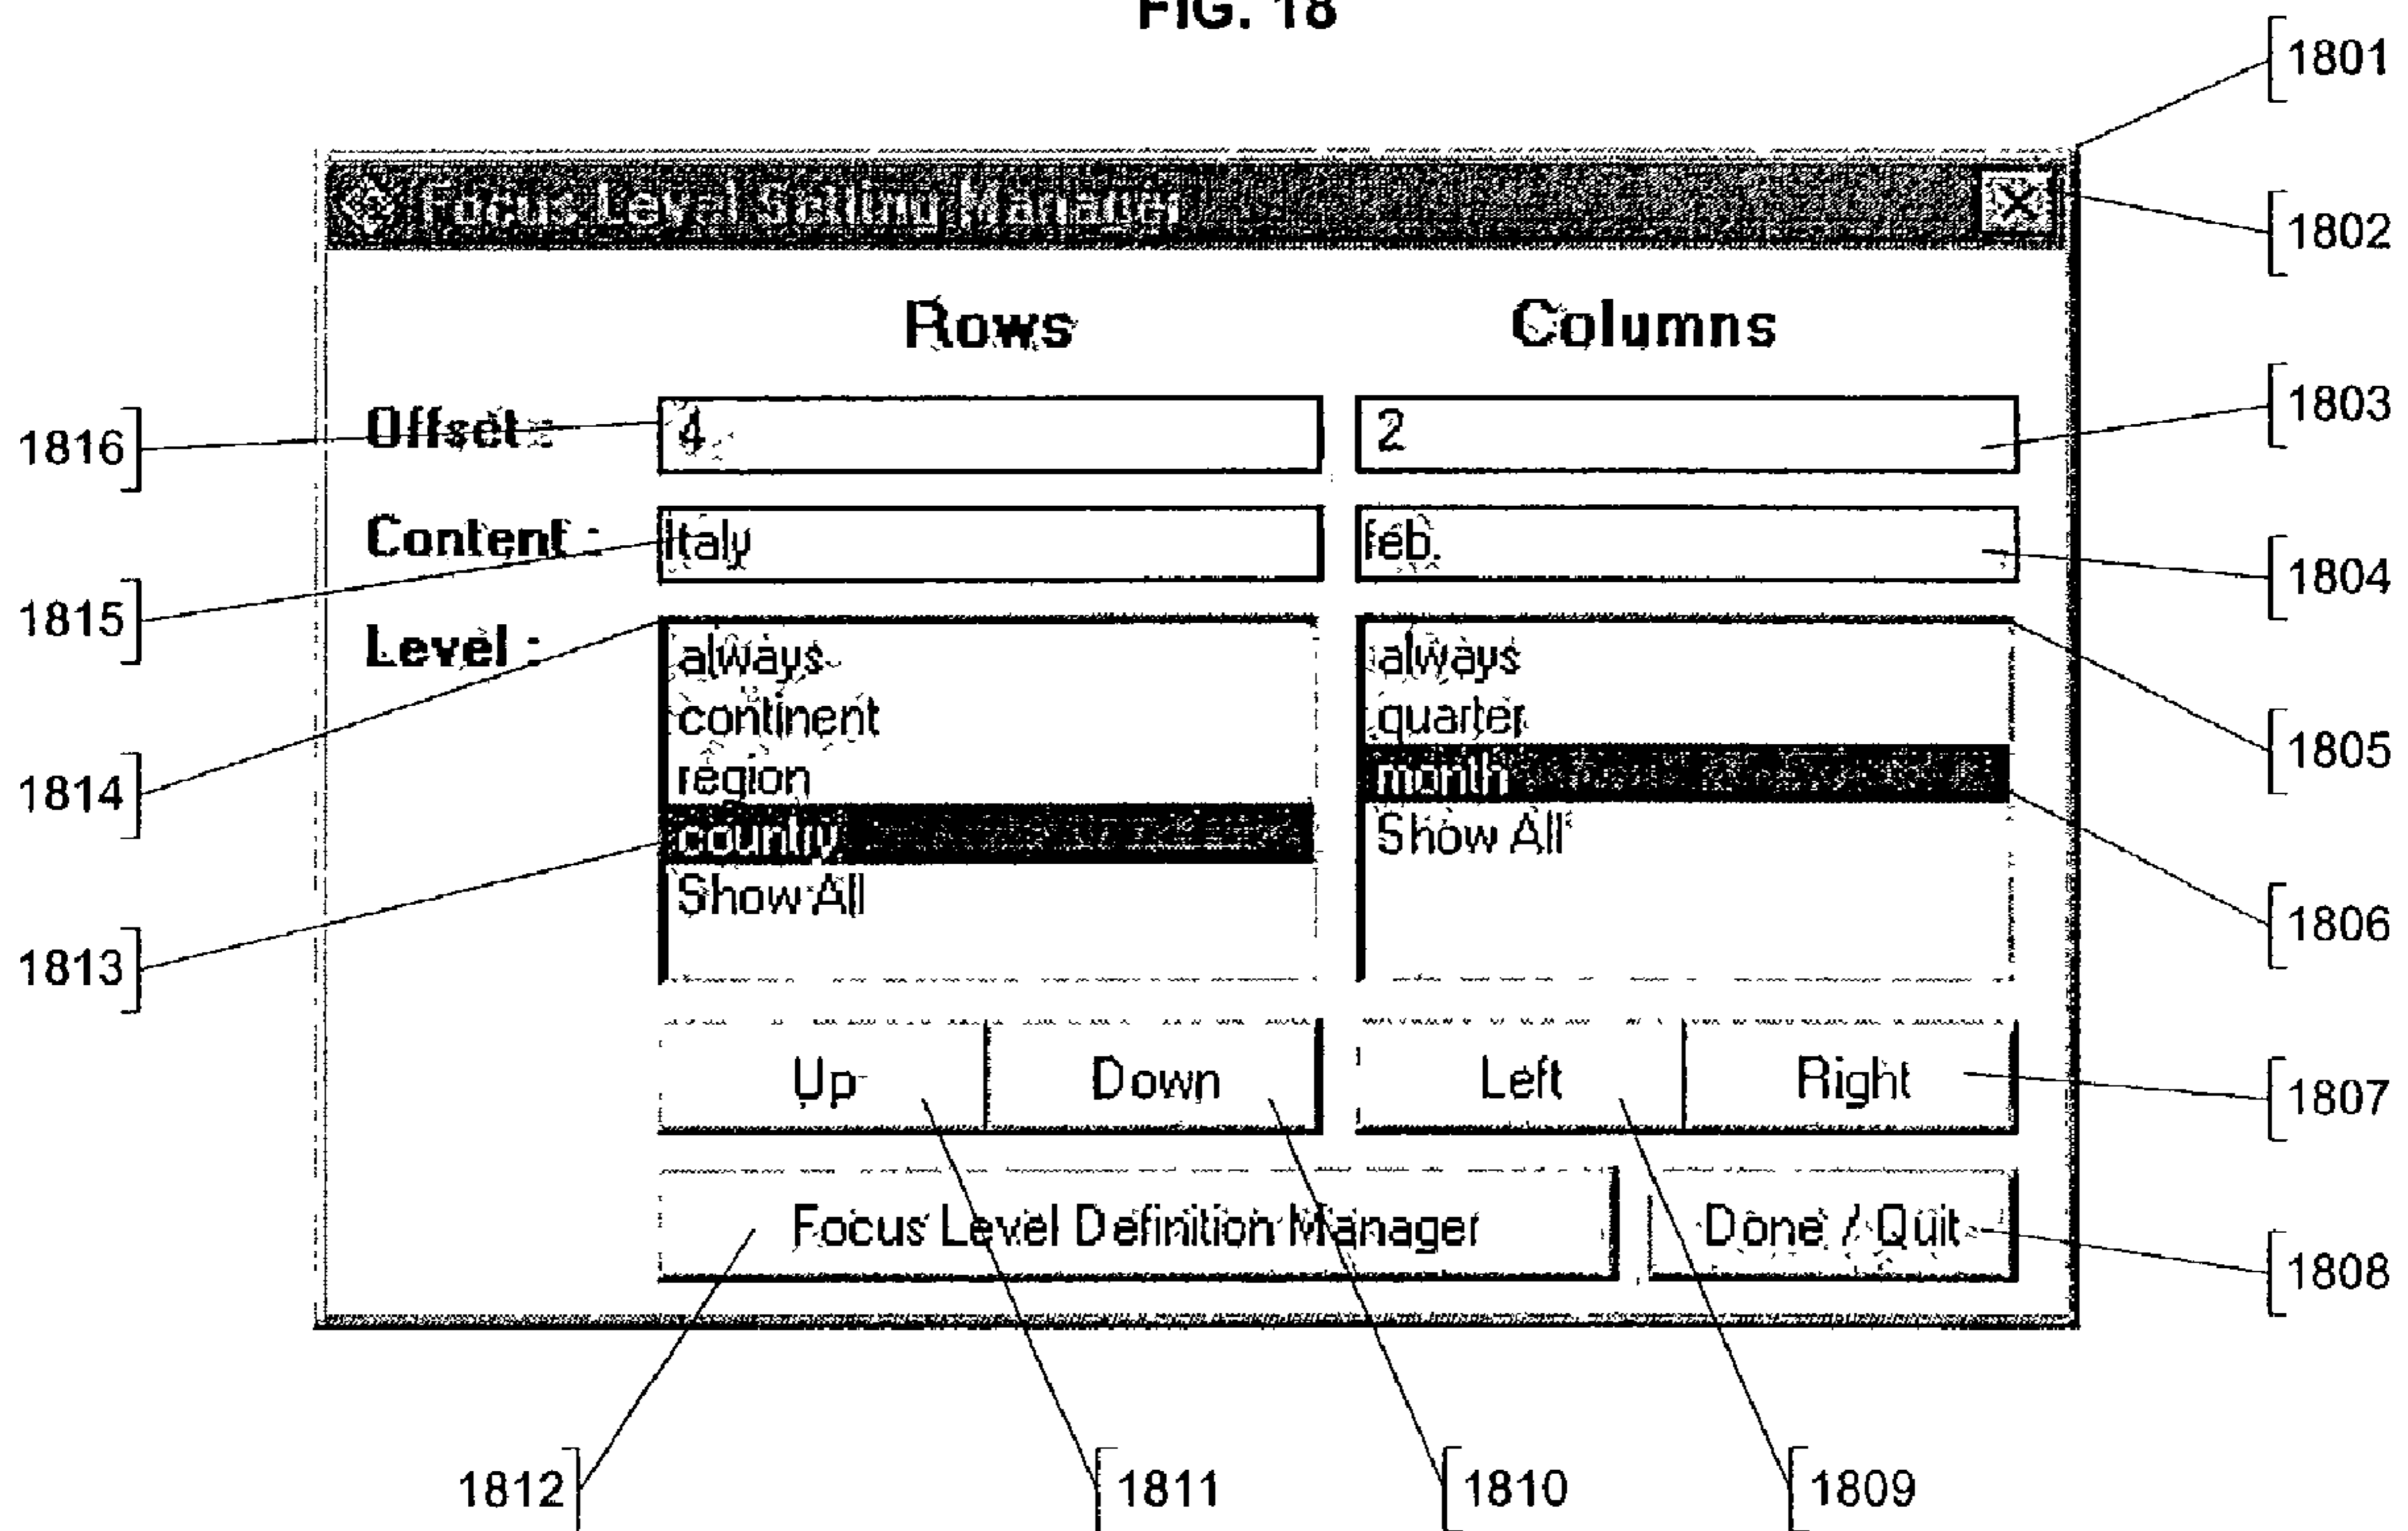 FIG. 18
1801
Focus Level Setting Manager
1802
Rows Columns
1803
Offset : 4 2
1816
Content : Italy feb.
1804
1815
Level :
always
continent
region
country
Show All
always
quarter
month
Show All
1805
1814
1806
1813
Up Down Left Right
1807
Focus Level Definition Manager Done / Quit
1808
1812 1811 1810 1809